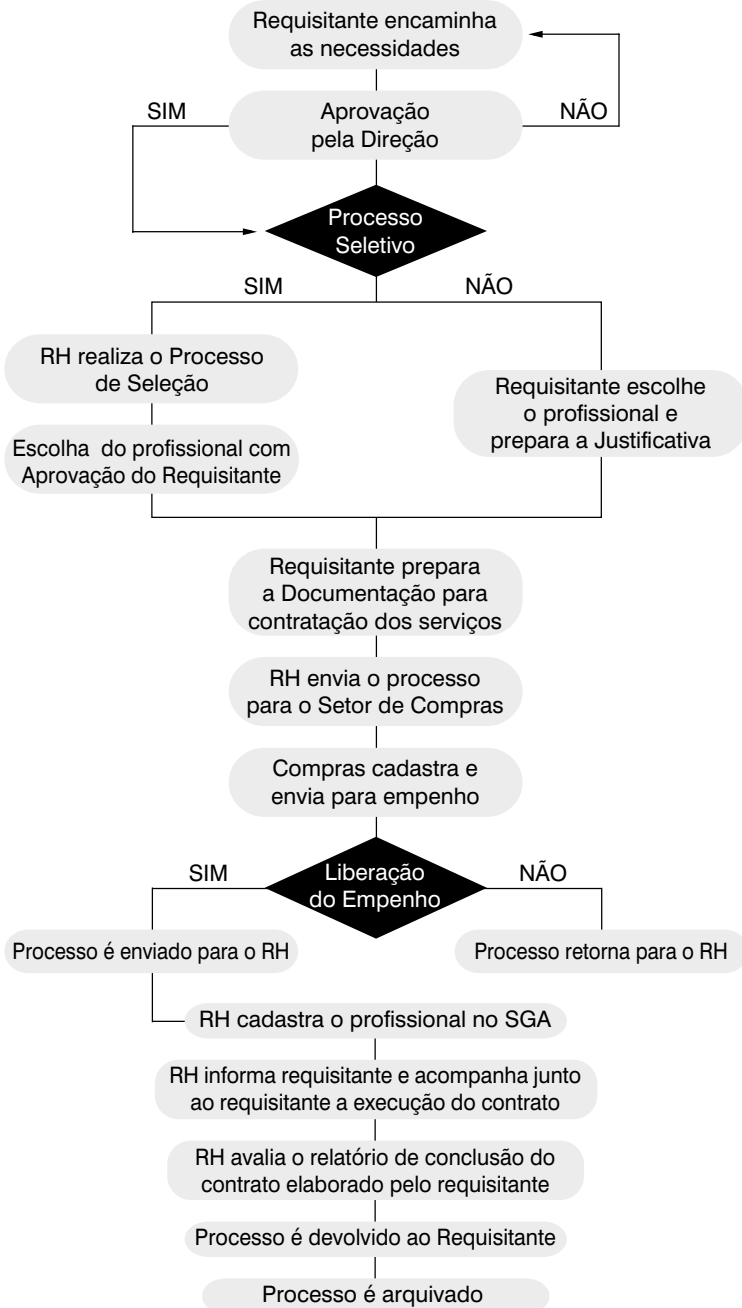 Requisitante encaminha
as necessidades
SIM
Aprovação
pela Direção
NÃO
Processo
Seletivo
SIM
NÃO
RH realiza o Processo
de Seleção
Escolha do profissional com
Aprovação do Requisitante
Requisitante escolhe
o profissional e
prepara a Justificativa
Requisitante prepara
a Documentação para
contratação dos serviços
RH envia o processo
para o Setor de Compras
Compras cadastra e
envia para empenho
SIM
Liberação
do Empenho
NÃO
Processo é enviado para o RH
Processo retorna para o RH
RH cadastra o profissional no SGA
RH informa requisitante e acompanha junto
ao requisitante a execução do contrato
RH avalia o relatório de conclusão do
contrato elaborado pelo requisitante
Processo é devolvido ao Requisitante
Processo é arquivado